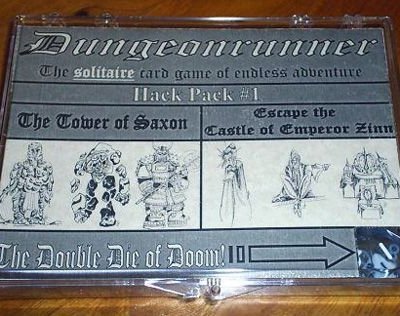 Dungeonrunner
The solitaire card game of endless adventure
Hack Pack #1
The Tower of Saxon
Escape the
Castle of Emperor Zinn
The Double Die of Doom!